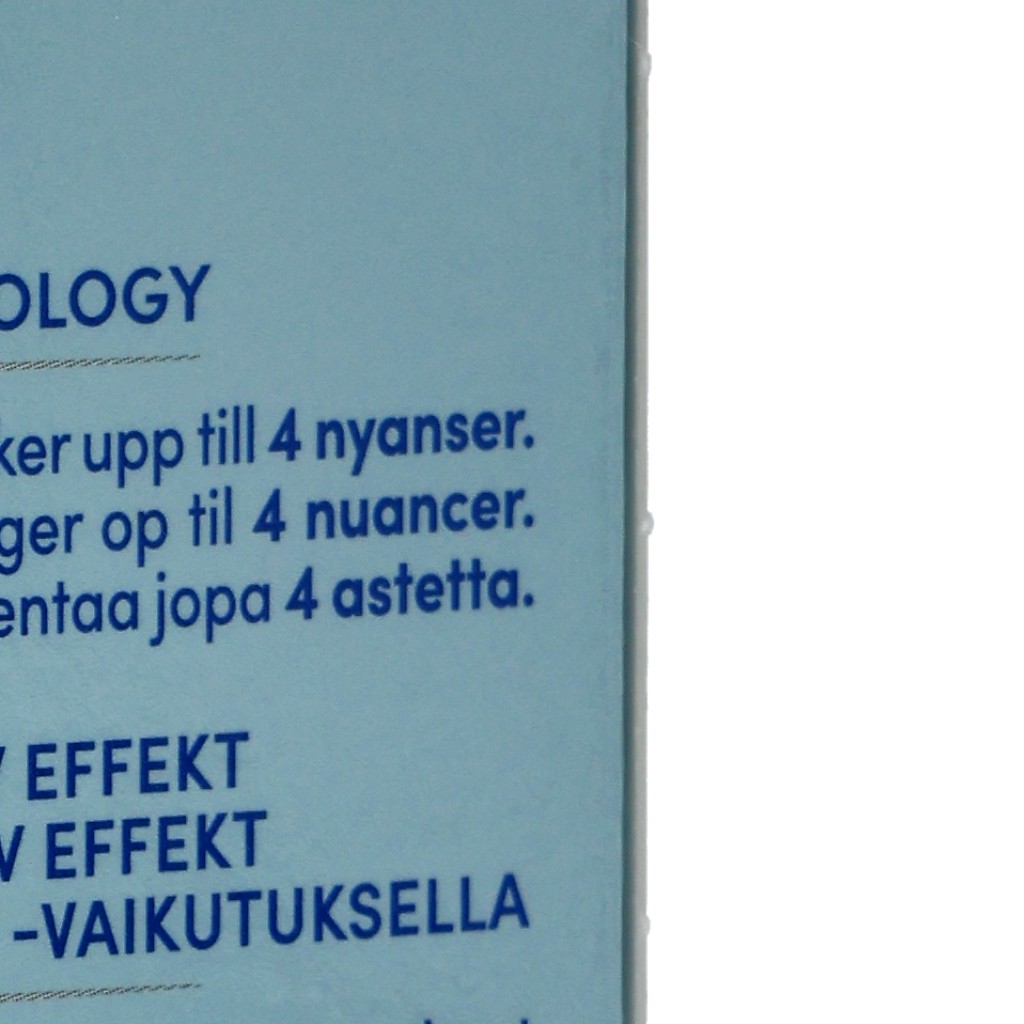 OLOGY
ker upp till 4 nyanser.
ger op til 4 nuancer.
entaa jopa 4 astetta.
EFFEKT
V EFFEKT
-VAIKUTUKSELLA